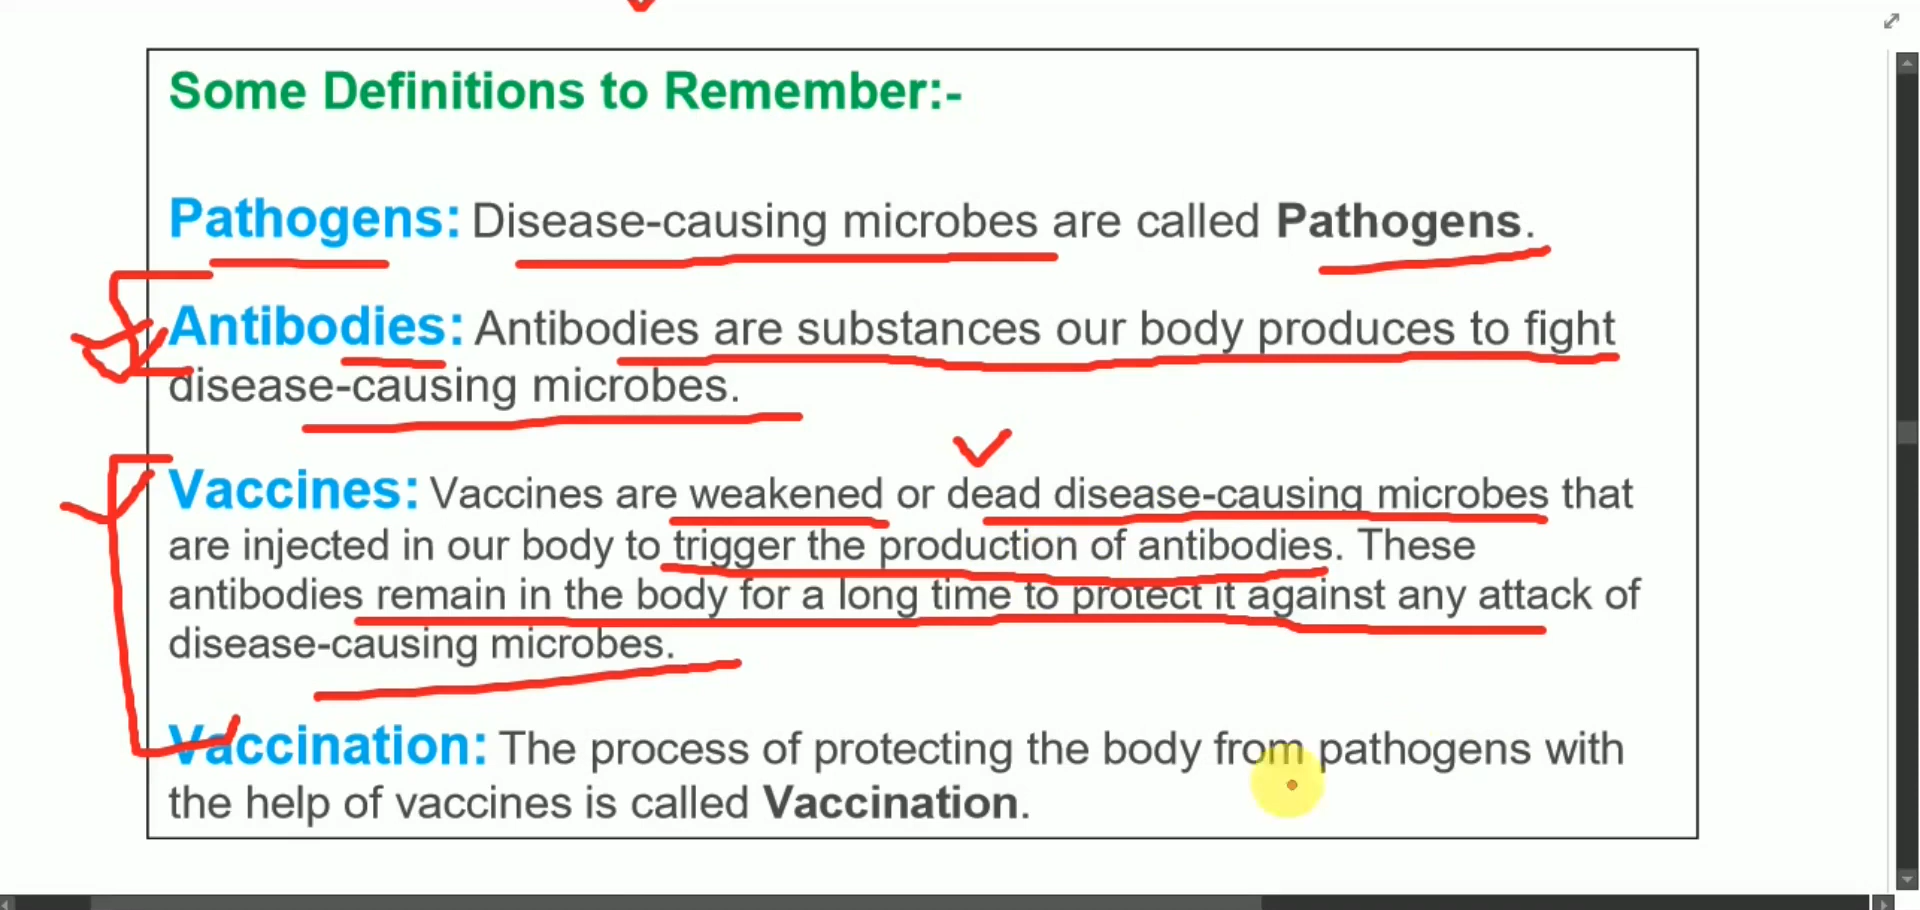 Some Definitions to Remember:-
Pathogens: Disease-causing microbes are called Pathogens.
Antibodies: Antibodies are substances our body produces to fight
disease-causing microbes.
Vaccines: Vaccines are weakened or dead disease-causing microbes that
are injected in our body to trigger the production of antibodies. These
antibodies remain in the body for a long time to protect it against any attack of
disease-causing microbes.
Vaccination: The process of protecting the body from pathogens with
the help of vaccines is called Vaccination.